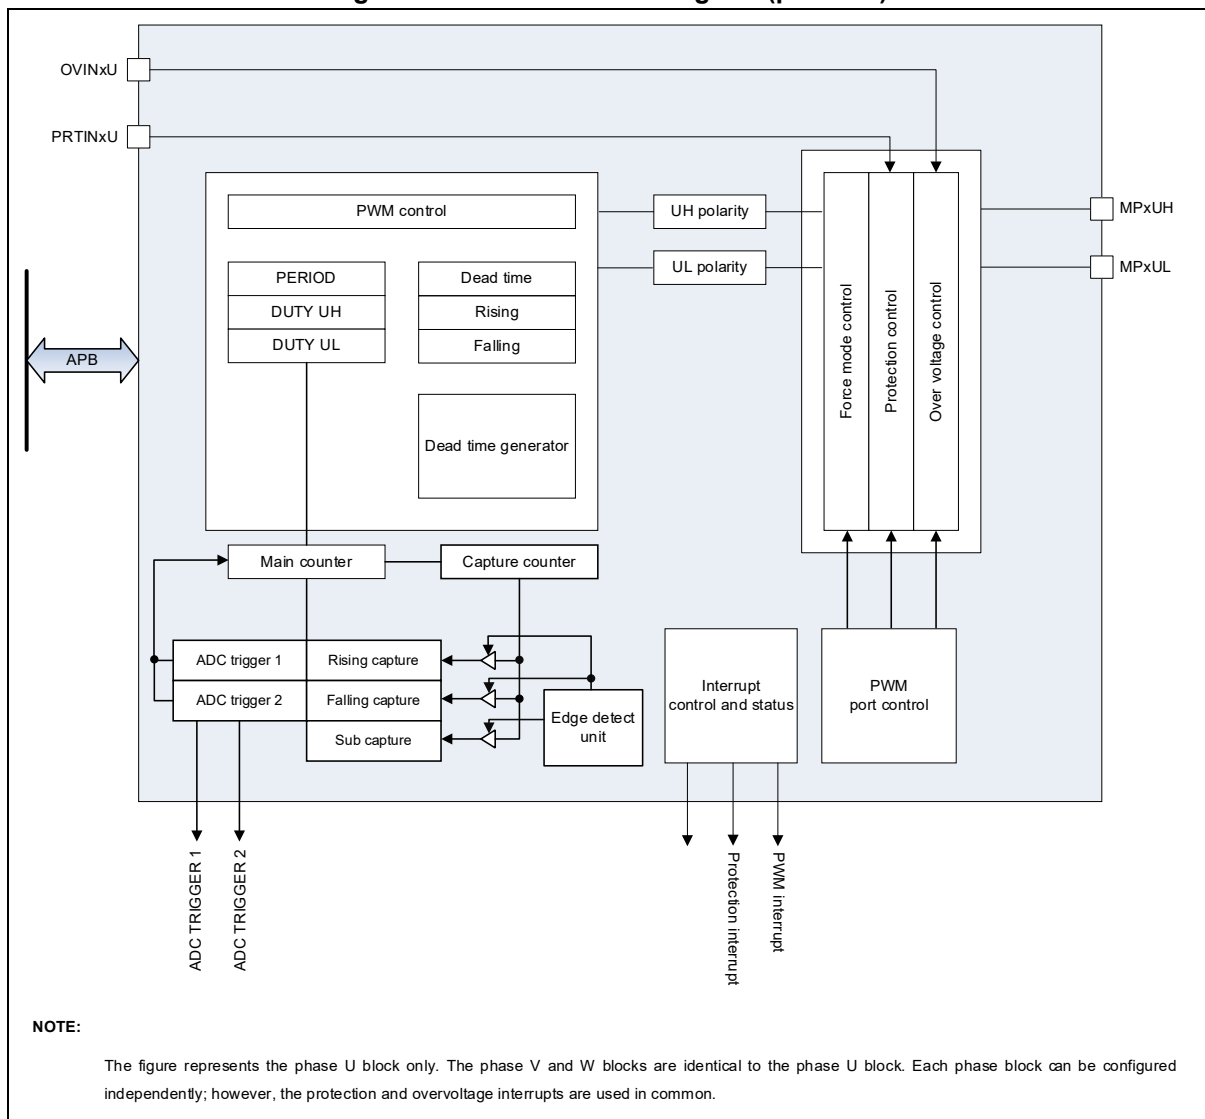 OVINxU
PRTINxU
PWM control
UH polarity
MPxUH
UL polarity
MPxUL
PERIOD
Dead time
DUTY UH
Rising
DUTY UL
Falling
APB
Force mode control
Protection control
Over voltage control
Dead time generator
Main counter
Capture counter
ADC trigger 1
Rising capture
ADC trigger 2
Falling capture
Sub capture
Edge detect
unit
Interrupt
control and status
PWM
port control
ADC TRIGGER 1
ADC TRIGGER 2
Protection interrupt
PWM interrupt
NOTE:
The figure represents the phase U block only. The phase V and W blocks are identical to the phase U block. Each phase block can be configured
independently; however, the protection and overvoltage interrupts are used in common.